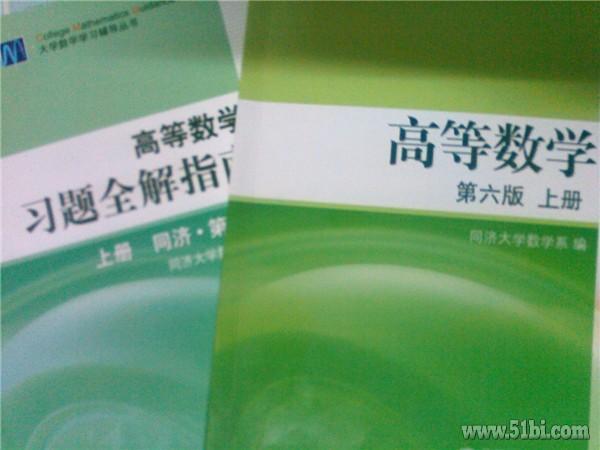 College Mathematics Guidance
大学数学学习辅导丛书
高等数学
习题全解指南
上册 同济·第
同济大学数
高等数学
第六版 上册
同济大学数学系 编
www.51bi.com